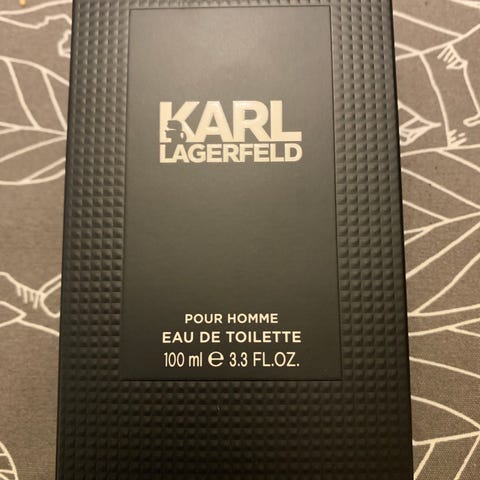 KARL
LAGERFELD
POUR HOMME
EAU DE TOILETTE
100 ml ℮ 3.3 FL.OZ.